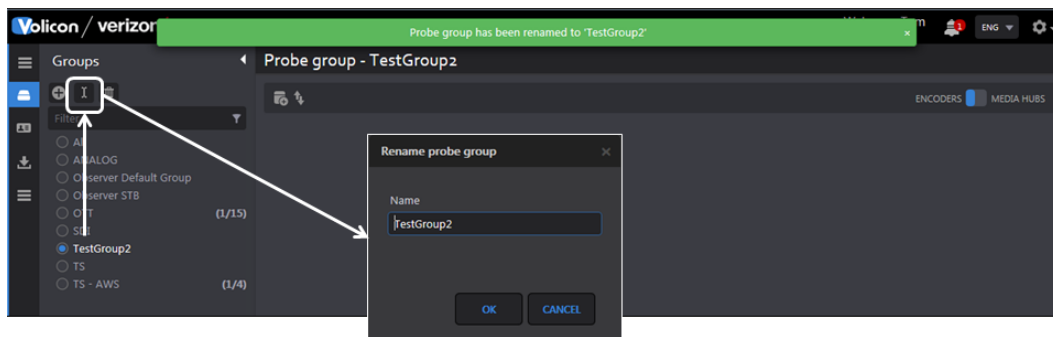 Volicon / verizon
Probe group has been renamed to 'TestGroup2'
×
1
ENG
Groups
Probe group - TestGroup2
Filter
ENCODERS
MEDIA HUBS
ANALOG
Observer Default Group
Observer STB
OTT (1/15)
SDI
TestGroup2
TS
TS - AWS (1/4)
Rename probe group
×
Name
TestGroup2
OK
CANCEL